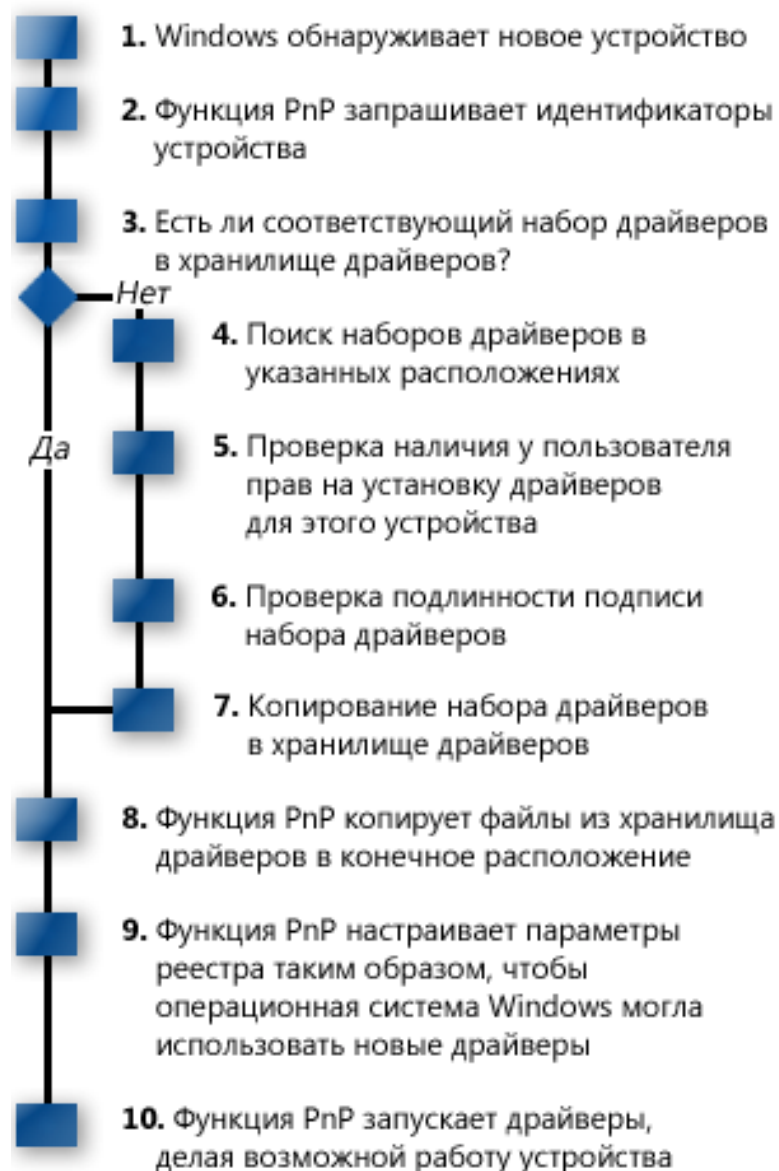 1. Windows обнаруживает новое устройство
2. Функция PnP запрашивает идентификаторы
устройства
3. Есть ли соответствующий набор драйверов
в хранилище драйверов?
Нет
4. Поиск наборов драйверов в
указанных расположениях
Да
5. Проверка наличия у пользователя
прав на установку драйверов
для этого устройства
6. Проверка подлинности подписи
набора драйверов
7. Копирование набора драйверов
в хранилище драйверов
8. Функция PnP копирует файлы из хранилища
драйверов в конечное расположение
9. Функция PnP настраивает параметры
реестра таким образом, чтобы
операционная система Windows могла
использовать новые драйверы
10. Функция PnP запускает драйверы,
делая возможной работу устройства